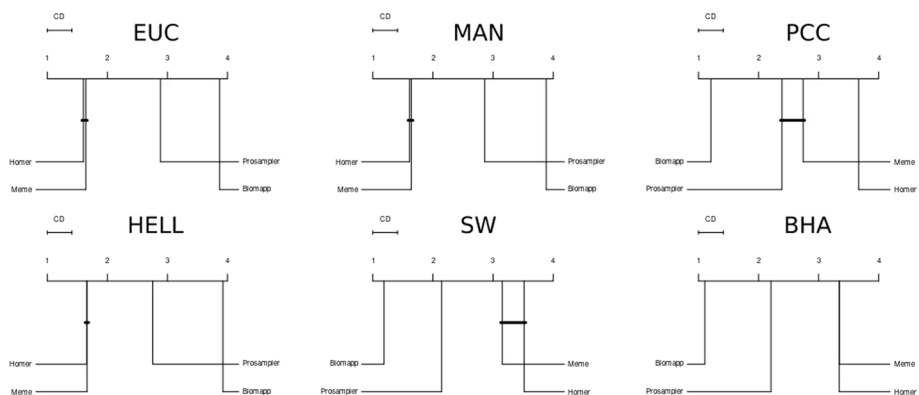 CD
EUC
1 2 3 4
Homer
Prosampler
Meme
Biomapp
CD
MAN
1 2 3 4
Homer
Prosampler
Meme
Biomapp
CD
PCC
1 2 3 4
Biomapp
Meme
Prosampler
Homer
CD
HELL
1 2 3 4
Homer
Prosampler
Meme
Biomapp
CD
SW
1 2 3 4
Biomapp
Meme
Prosampler
Homer
CD
BHA
1 2 3 4
Biomapp
Meme
Prosampler
Homer